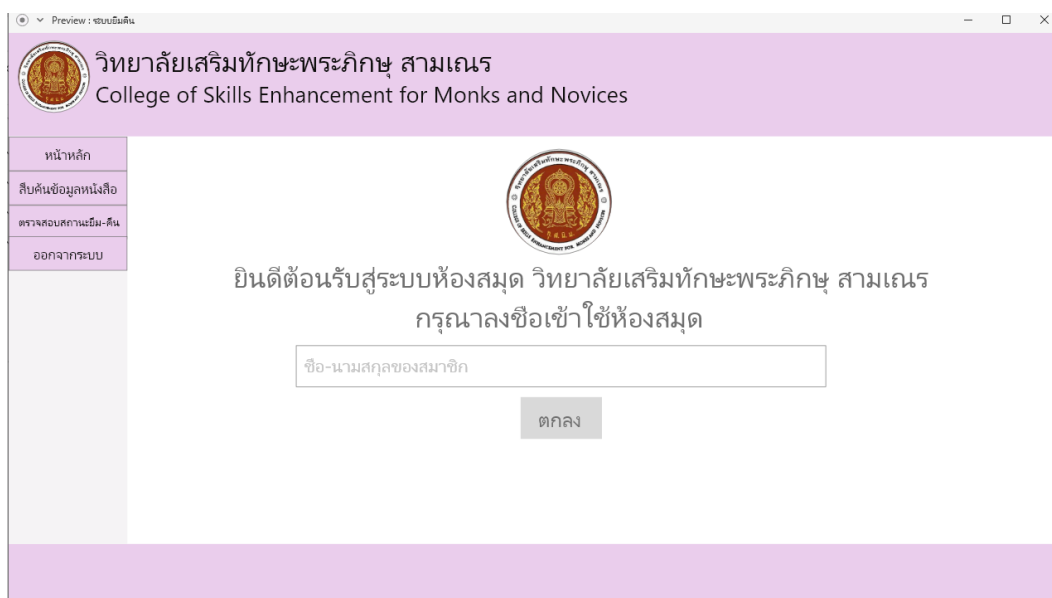 Preview : ระบบยืมคืน
วิทยาลัยเสริมทักษะพระภิกษุ สามเณร
College of Skills Enhancement for Monks and Novices
หน้าหลัก
สืบค้นข้อมูลหนังสือ
ตรวจสอบสถานะยืม-คืน
ออกจากระบบ
ยินดีต้อนรับสู่ระบบห้องสมุด วิทยาลัยเสริมทักษะพระภิกษุ สามเณร
กรุณาลงชื่อเข้าใช้ห้องสมุด
ชื่อ-นามสกุลของสมาชิก
ตกลง